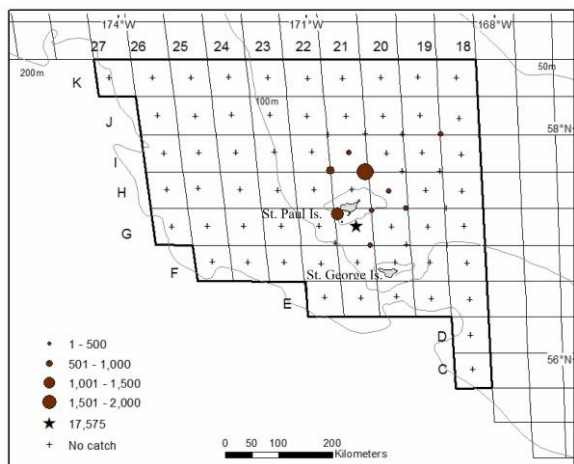 174°W 171°W 168°W
27 26 25 24 23 22 21 20 19 18
200m 50m
K
100m
J
58°N
I
H
St. Paul Is.
G
F St. George Is.
E
D
1 - 500
56°N
501 - 1,000 C
1,001 - 1,500
1,501 - 2,000
17,575
No catch
0 50 100 200
Kilometers